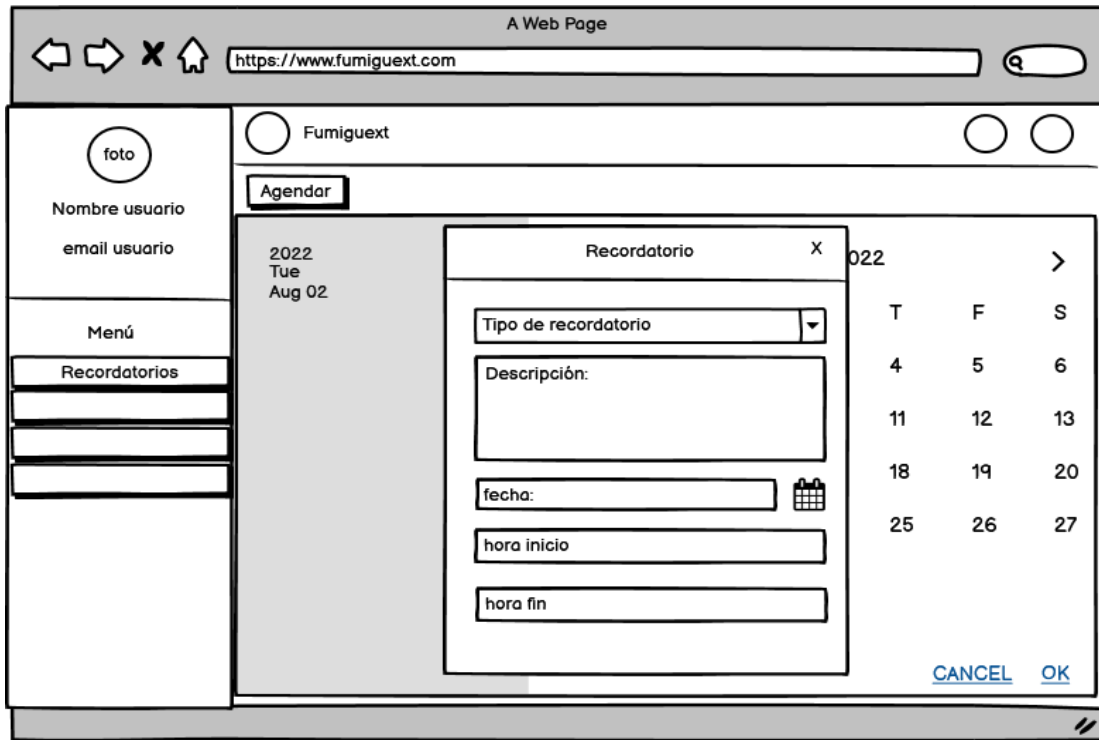 A Web Page
https://www.fumiguext.com
foto
Nombre usuario
email usuario
Menú
Recordatorios
Fumiguext
Agendar
2022
Tue
Aug 02
Recordatorio X
Tipo de recordatorio
Descripción:
fecha:
hora inicio
hora fin
022
T F S
4 5 6
11 12 13
18 19 20
25 26 27
CANCEL OK